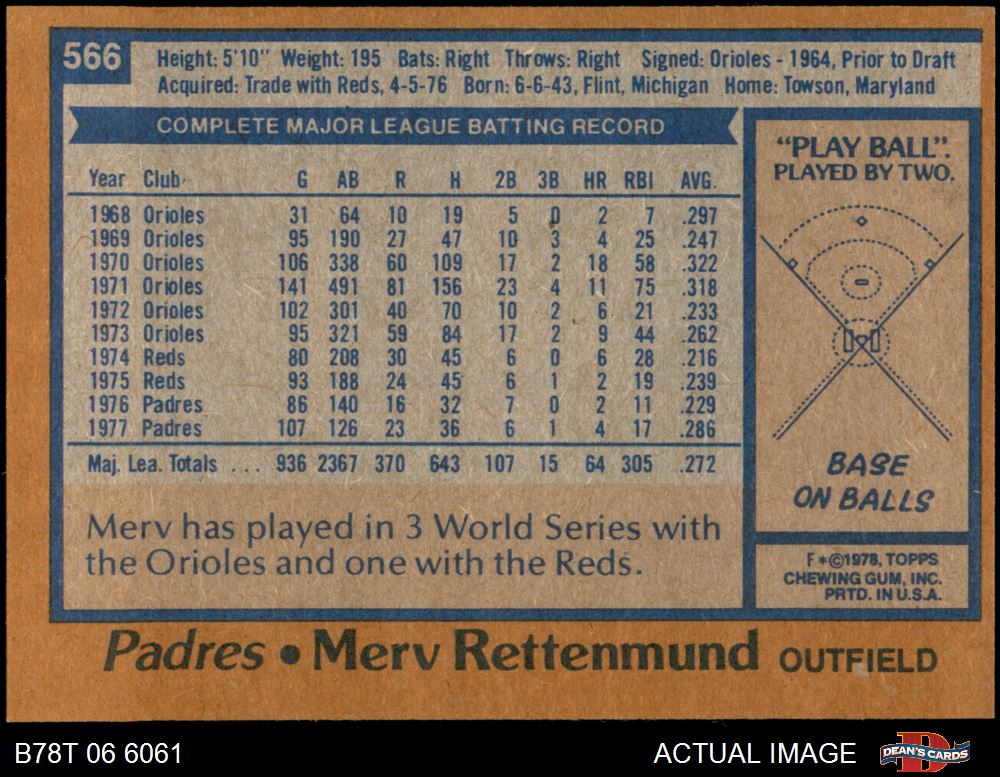 566
Height: 5'10" Weight: 195 Bats: Right Throws: Right Signed: Orioles - 1964, Prior to Draft
Acquired: Trade with Reds, 4-5-76 Born: 6-6-43, Flint, Michigan Home: Towson, Maryland
COMPLETE MAJOR LEAGUE BATTING RECORD
Year Club G AB R H 2B 3B HR RBI AVG.
1968 Orioles 31 64 10 19 5 0 2 7 .297
1969 Orioles 95 190 27 47 10 3 4 25 .247
1970 Orioles 106 338 60 109 17 2 18 58 .322
1971 Orioles 141 491 81 156 23 4 11 75 .318
1972 Orioles 102 301 40 70 10 2 6 21 .233
1973 Orioles 95 321 59 84 17 2 9 44 .262
1974 Reds 80 208 30 45 6 0 6 28 .216
1975 Reds 93 188 24 45 6 1 2 19 .239
1976 Padres 86 140 16 32 7 0 2 11 .229
1977 Padres 107 126 23 36 6 1 4 17 .286
Maj. Lea. Totals ... 936 2367 370 643 107 15 64 305 .272
Merv has played in 3 World Series with
the Orioles and one with the Reds.
"PLAY BALL".
PLAYED BY TWO.
BASE
ON BALLS
F*©1978, TOPPS
CHEWING GUM, INC.
PRTD. IN U.S.A.
Padres • Merv Rettenmund OUTFIELD
B78T 06 6061
ACTUAL IMAGE
D
DEAN'S CARDS